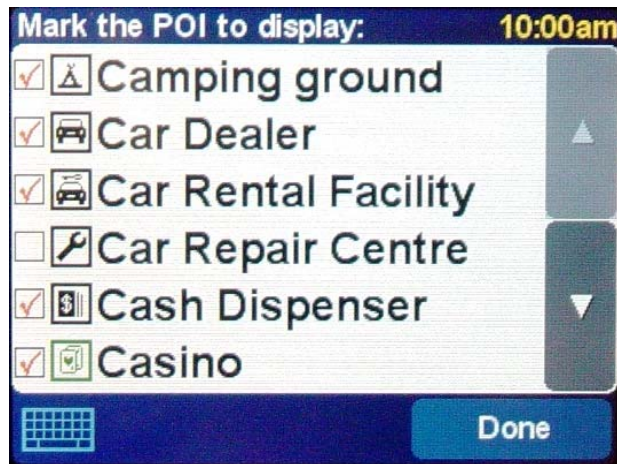 Mark the POI to display:
10:00am
Camping ground
Car Dealer
Car Rental Facility
Car Repair Centre
$ Cash Dispenser
Casino
Done